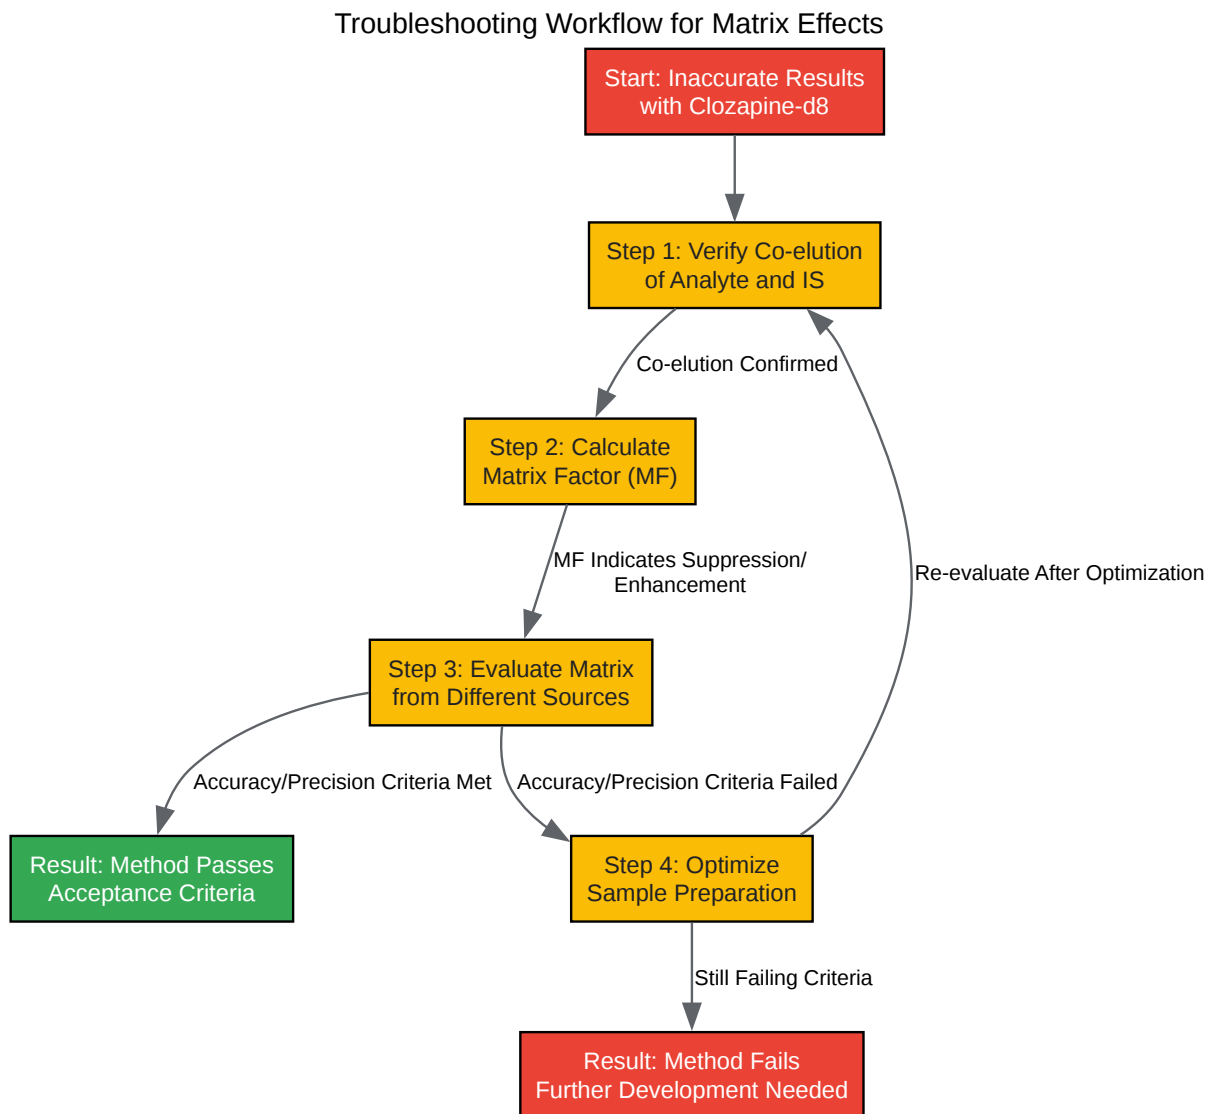 Troubleshooting Workflow for Matrix Effects
Start: Inaccurate Results
with Clozapine-d8
Step 1: Verify Co-elution
of Analyte and IS
Co-elution Confirmed
Step 2: Calculate
Matrix Factor (MF)
MF Indicates Suppression/
Enhancement
Re-evaluate After Optimization
Step 3: Evaluate Matrix
from Different Sources
Accuracy/Precision Criteria Met
Accuracy/Precision Criteria Failed
Result: Method Passes
Acceptance Criteria
Step 4: Optimize
Sample Preparation
Still Failing Criteria
Result: Method Fails
Further Development Needed